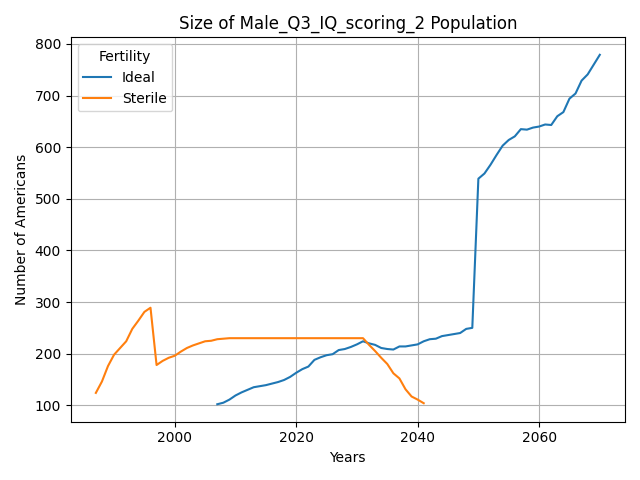 Size of Male_Q3_IQ_scoring_2 Population
Fertility
Ideal
Sterile
Number of Americans
800
700
600
500
400
300
200
100
2000
2020
2040
2060
Years